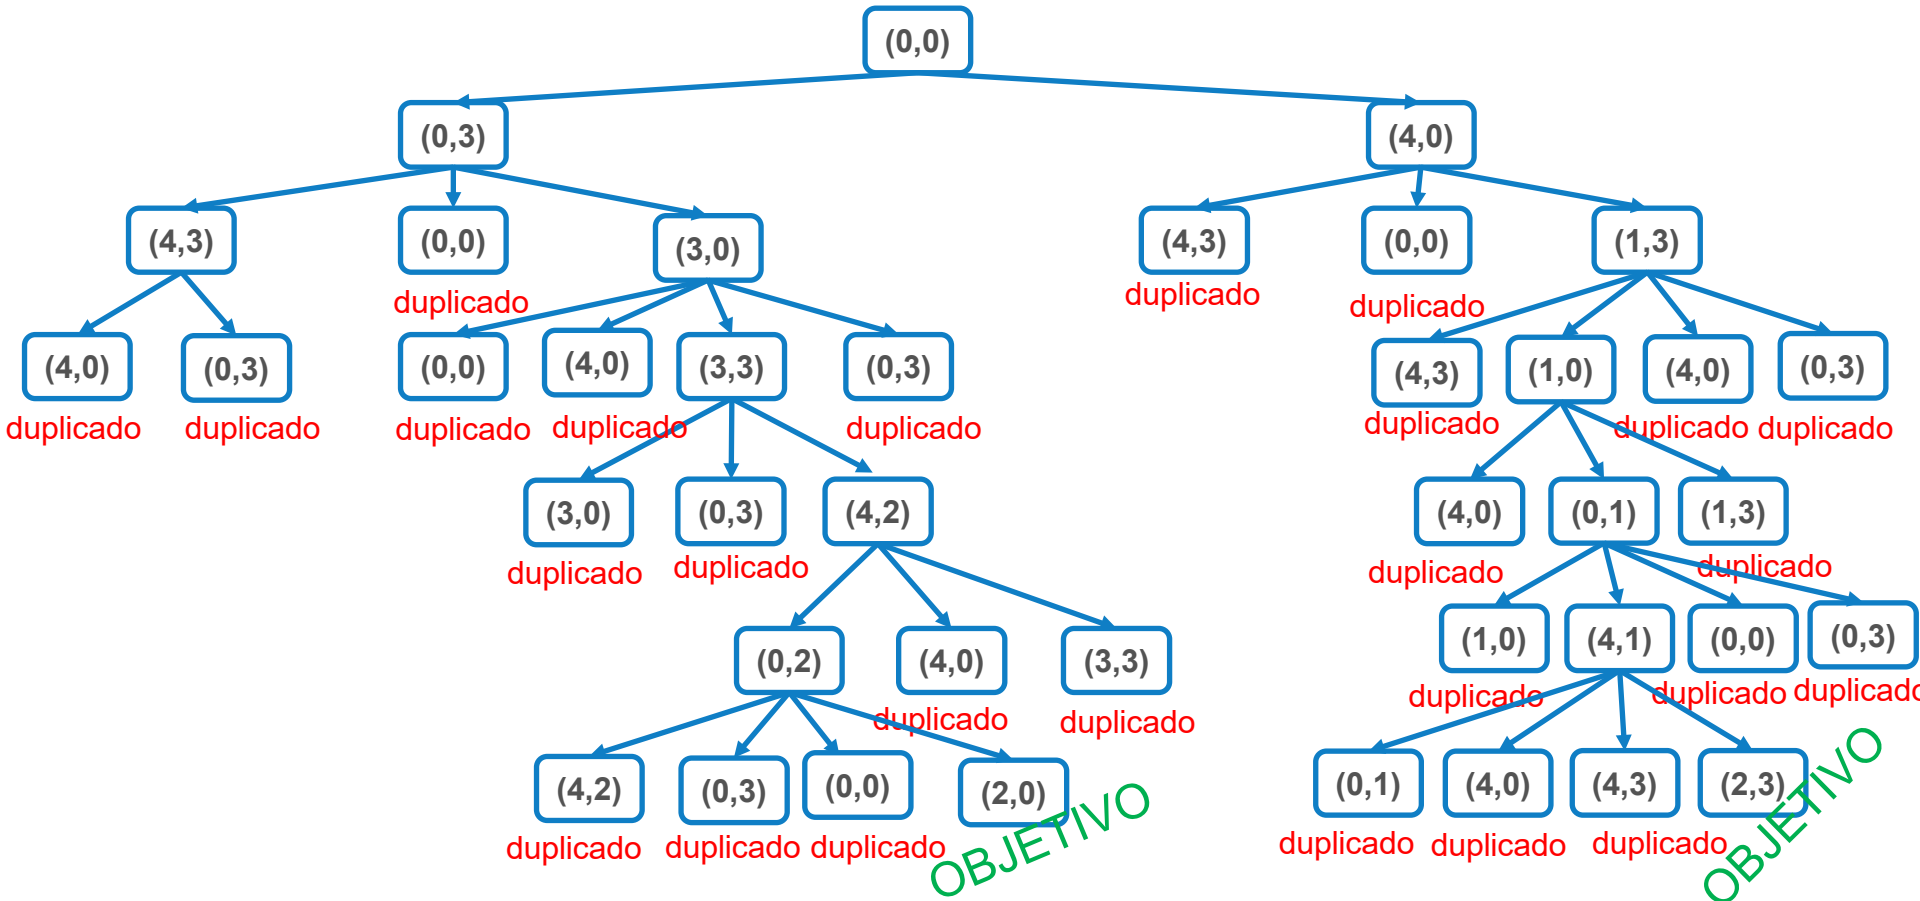 (0,0)
(0,3) (4,0)
(4,3) (0,0) (3,0) (4,3) (0,0) (1,3)
duplicado duplicado duplicado
(4,0) (0,3) (0,0) (4,0) (3,3) (0,3) (4,3) (1,0) (4,0) (0,3)
duplicado duplicado duplicado duplicado duplicado duplicado duplicado duplicado
(3,0) (0,3) (4,2) (4,0) (0,1) (1,3)
duplicado duplicado duplicado duplicado
(0,2) (4,0) (3,3) (1,0) (4,1) (0,0) (0,3)
duplicado duplicado duplicado duplicado duplicado
(4,2) (0,3) (0,0) (2,0) (0,1) (4,0) (4,3) (2,3)
duplicado duplicado duplicado OBJETIVO duplicado duplicado duplicado OBJETIVO